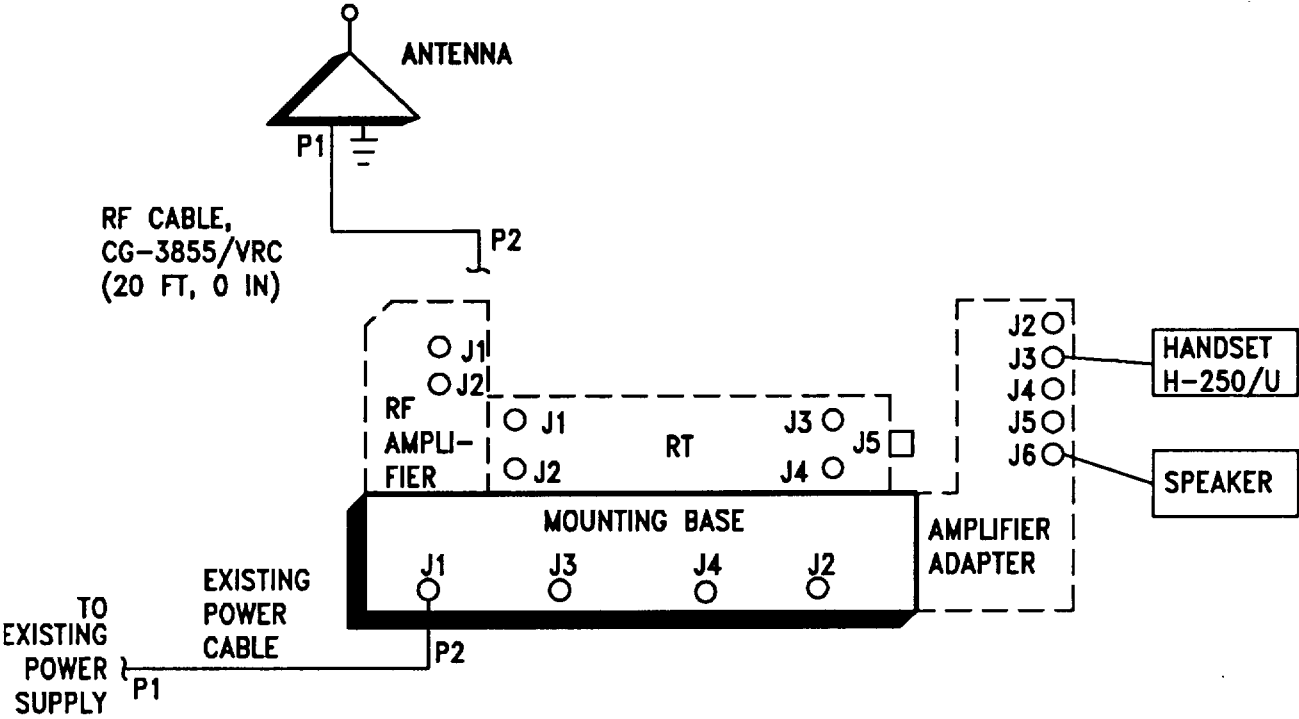 ANTENNA
P1
RF CABLE,
CG-3855/VRC
(20 FT, 0 IN)
P2
J1
J2
RF
AMPLI-
FIER
J1
J2
RT
J3
J4
J5
J2
J3
J4
J5
J6
HANDSET
H-250/U
SPEAKER
MOUNTING BASE
J1
J3
J4
J2
AMPLIFIER
ADAPTER
EXISTING
POWER
CABLE
P2
TO
EXISTING
POWER
SUPPLY
P1